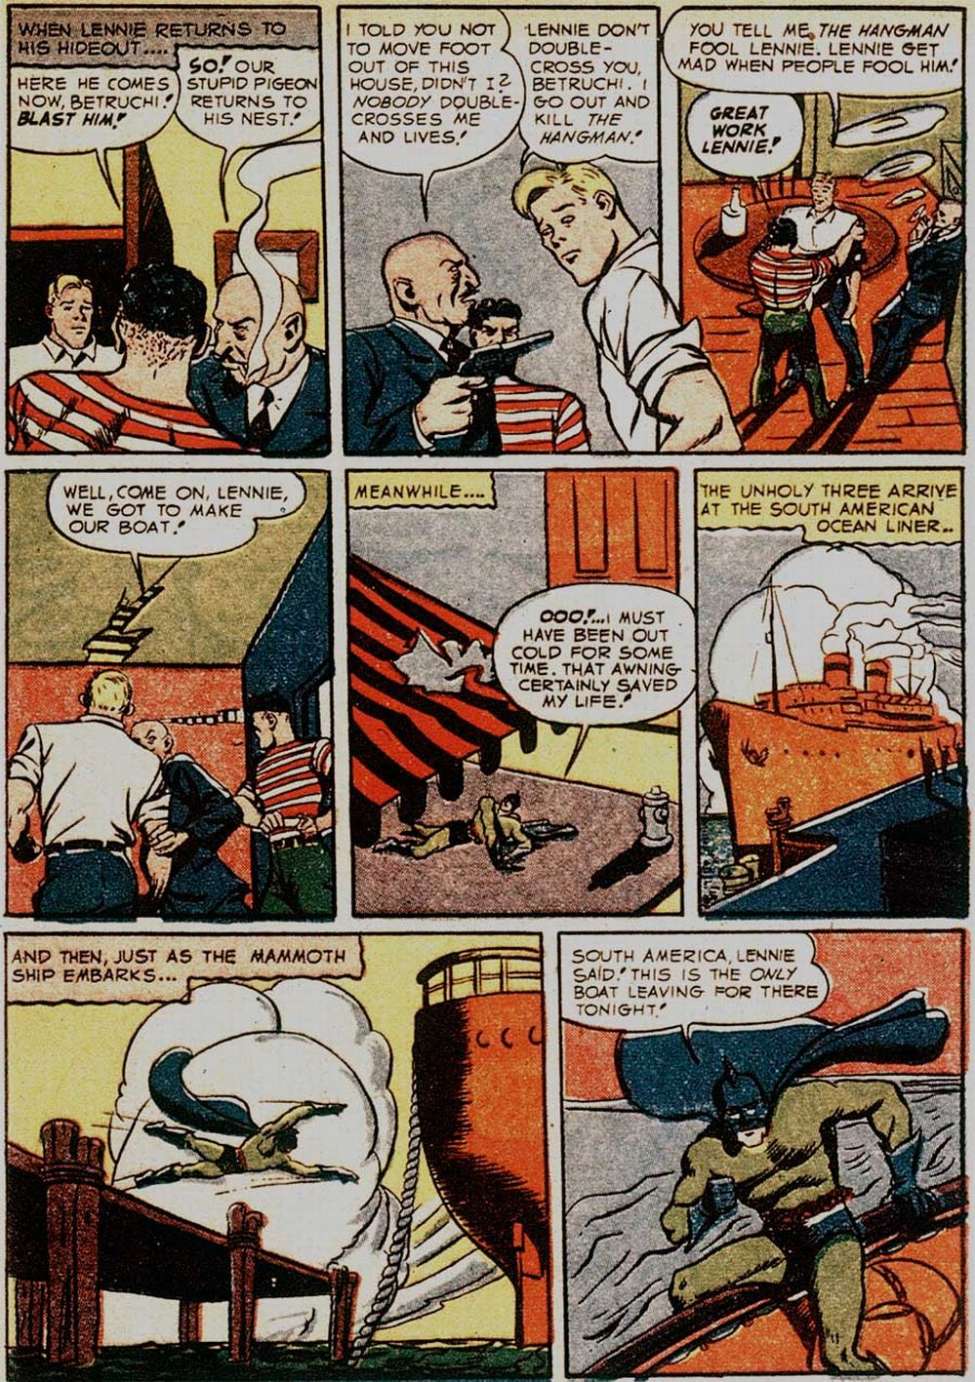 WHEN LENNIE RETURNS TO
HIS HIDEOUT....
HERE HE COMES
NOW, BETRUCHI!
BLAST HIM!
SO! OUR
STUPID PIGEON
RETURNS TO
HIS NEST!
I TOLD YOU NOT
TO MOVE FOOT
OUT OF THIS
HOUSE, DIDN'T I?
NOBODY DOUBLE-
CROSSES ME
AND LIVES!
LENNIE DON'T
DOUBLE-
CROSS YOU,
BETRUCHI. I
GO OUT AND
KILL THE
HANGMAN!
YOU TELL ME, THE HANGMAN
FOOL LENNIE. LENNIE GET
MAD WHEN PEOPLE FOOL HIM!
GREAT
WORK
LENNIE!
WELL, COME ON, LENNIE,
WE GOT TO MAKE
OUR BOAT!
MEANWHILE....
OOO!...I MUST
HAVE BEEN OUT
COLD FOR SOME
TIME. THAT AWNING
CERTAINLY SAVED
MY LIFE!
THE UNHOLY THREE ARRIVE
AT THE SOUTH AMERICAN
OCEAN LINER..
AND THEN, JUST AS THE MAMMOTH
SHIP EMBARKS...
SOUTH AMERICA, LENNIE
SAID! THIS IS THE ONLY
BOAT LEAVING FOR THERE
TONIGHT!